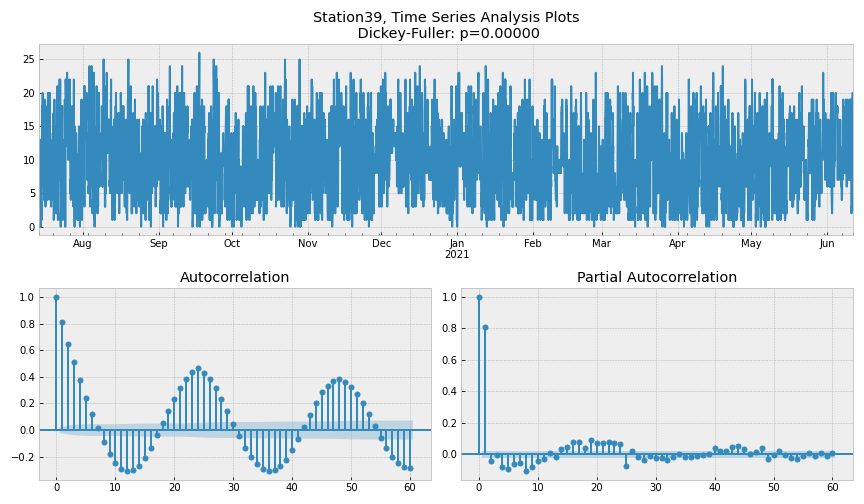 Station39, Time Series Analysis Plots
Dickey-Fuller: p=0.00000
25
20
15
10
5
0
Aug Sep Oct Nov Dec Jan Feb Mar Apr May Jun
2021
Autocorrelation
1.0
0.8
0.6
0.4
0.2
0.0
−0.2
0 10 20 30 40 50 60
Partial Autocorrelation
1.0
0.8
0.6
0.4
0.2
0.0
0 10 20 30 40 50 60